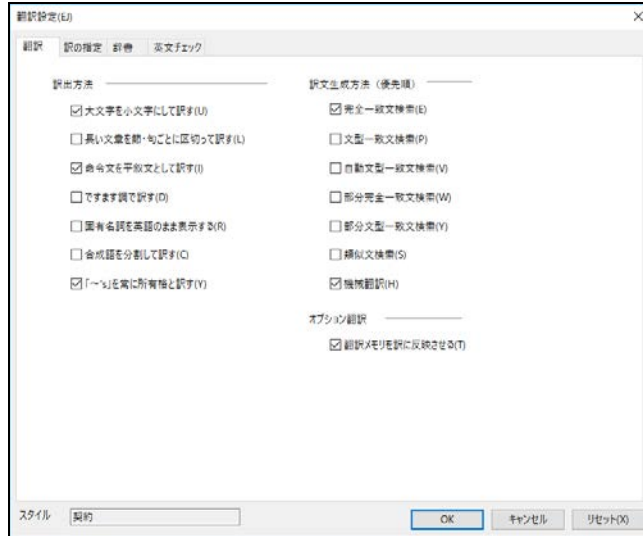 翻訳設定(EJ)
翻訳 訳の指定 辞書 英文チェック
訳出方法
大文字を小文字にして訳す(U)
長い文章を節・句ごとに区切って訳す(L)
命令文を平叙文として訳す(I)
ですます調で訳す(D)
固有名詞を英語のまま表示する(R)
合成語を分割して訳す(C)
「~'s」を常に所有格と訳す(Y)
訳文生成方法（優先順）
完全一致文検索(E)
文型一致文検索(P)
自動文型一致文検索(V)
部分完全一致文検索(W)
部分文型一致文検索(Y)
類似文検索(S)
機械翻訳(H)
オプション翻訳
翻訳メモリを訳に反映させる(T)
スタイル 契約
OK キャンセル リセット(X)